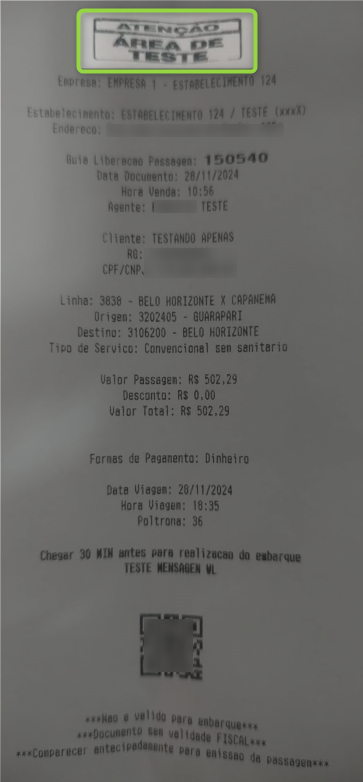 ATENÇÃO
ÁREA DE
TESTE
Empresa: EMPRESA 1 - ESTABELECIMENTO 124
Estabelecimento: ESTABELECIMENTO 124 / TESTE (xxxX)
Endereco:
Guia Liberacao Passagem: 150540
Data Documento: 28/11/2024
Hora Venda: 10:56
Agente: TESTE
Cliente: TESTANDO APENAS
RG:
CPF/CNP
Linha: 3838 - BELO HORIZONTE X CAPANEMA
Origem: 3202405 - GUARAPARI
Destino: 3106200 - BELO HORIZONTE
Tipo de Servico: Convencional sem sanitario
Valor Passagem: R$ 502,29
Desconto: R$ 0,00
Valor Total: R$ 502,29
Formas de Pagamento: Dinheiro
Data Viagem: 28/11/2024
Hora Viagem: 18:35
Poltrona: 36
Chegar 30 MIN antes para realizacao do embarque
TESTE MENSAGEN WL
***Nao e valido para embarque***
***Documento sem validade FISCAL***
***Comparecer antecipadamente para emissao da passagem***